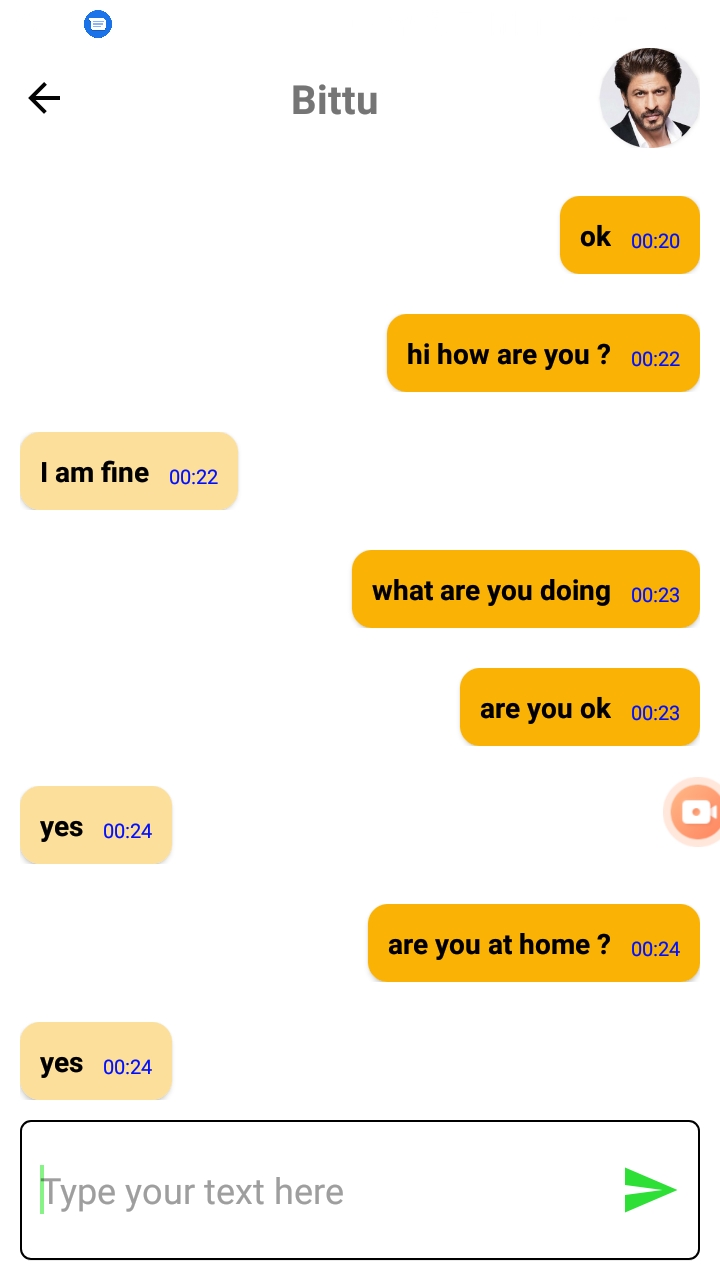 Bittu
ok 00:20
hi how are you ? 00:22
I am fine 00:22
what are you doing 00:23
are you ok 00:23
yes 00:24
are you at home ? 00:24
yes 00:24
Type your text here